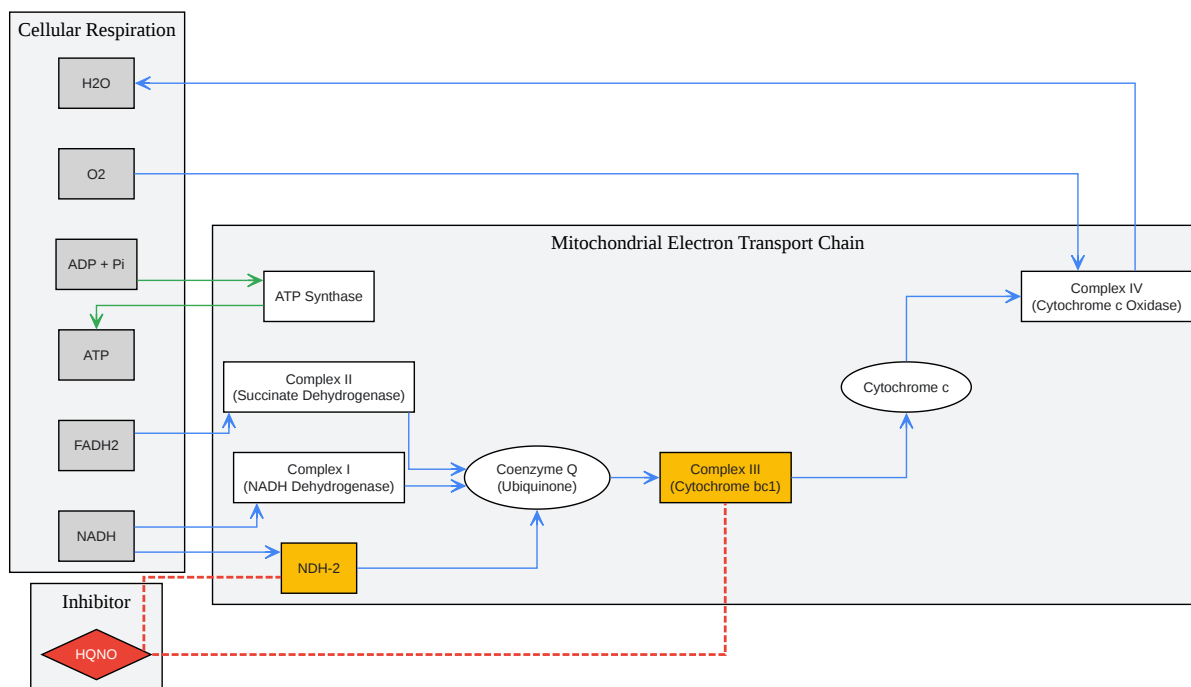 Cellular Respiration
H2O
O2
Mitochondrial Electron Transport Chain
ADP + Pi
ATP Synthase
Complex IV
(Cytochrome c Oxidase)
ATP
Complex II
(Succinate Dehydrogenase)
Cytochrome c
FADH2
Complex I
(NADH Dehydrogenase)
Coenzyme Q
(Ubiquinone)
Complex III
(Cytochrome bc1)
NADH
NDH-2
Inhibitor
HQNO